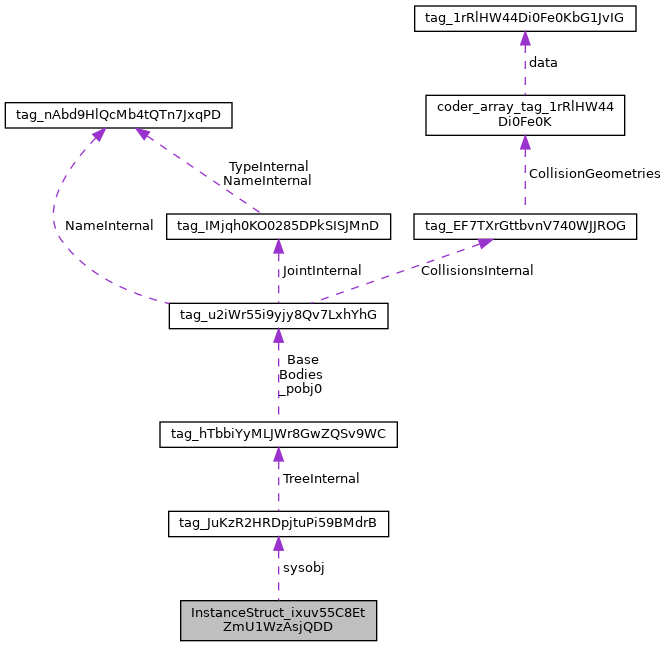 tag_1rRlHW44Di0Fe0KbG1JvIG
data
coder_array_tag_1rRlHW44
Di0Fe0K
tag_nAbd9HlQcMb4tQTn7JxqPD
TypeInternal
NameInternal
CollisionGeometries
NameInternal
tag_IMjqh0KO0285DPkSISJMnD
tag_EF7TXrGttbvnV740WJJROG
JointInternal
CollisionsInternal
tag_u2iWr55i9yjy8Qv7LxhYhG
Base
Bodies
_pobj0
tag_hTbbiYyMLJWr8GwZQSv9WC
TreeInternal
tag_JuKzR2HRDpjtuPi59BMdrB
sysobj
InstanceStruct_ixuv55C8Et
ZmU1WzAsjQDD